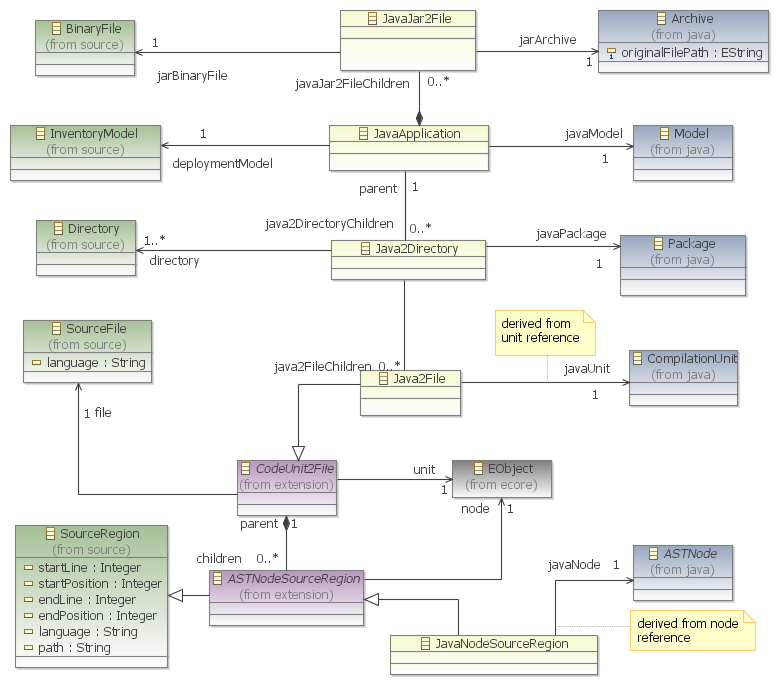 JavaJar2File
Archive
(from java)
originalFilePath : EString
BinaryFile
(from source)
1
jarBinaryFile
jarArchive
1
javaJar2FileChildren
0..*
InventoryModel
(from source)
1
deploymentModel
JavaApplication
javaModel
1
Model
(from java)
parent
1
java2DirectoryChildren
0..*
Directory
(from source)
1..*
directory
Java2Directory
javaPackage
1
Package
(from java)
SourceFile
(from source)
language : String
derived from
unit reference
java2FileChildren
0..*
Java2File
javaUnit
1
CompilationUnit
(from java)
1
file
CodeUnit2File
(from extension)
unit
1
EObject
(from ecore)
node
1
parent
1
children
0..*
SourceRegion
(from source)
startLine : Integer
startPosition : Integer
endLine : Integer
endPosition : Integer
language : String
path : String
ASTNodeSourceRegion
(from extension)
javaNode
1
ASTNode
(from java)
derived from node
reference
JavaNodeSourceRegion